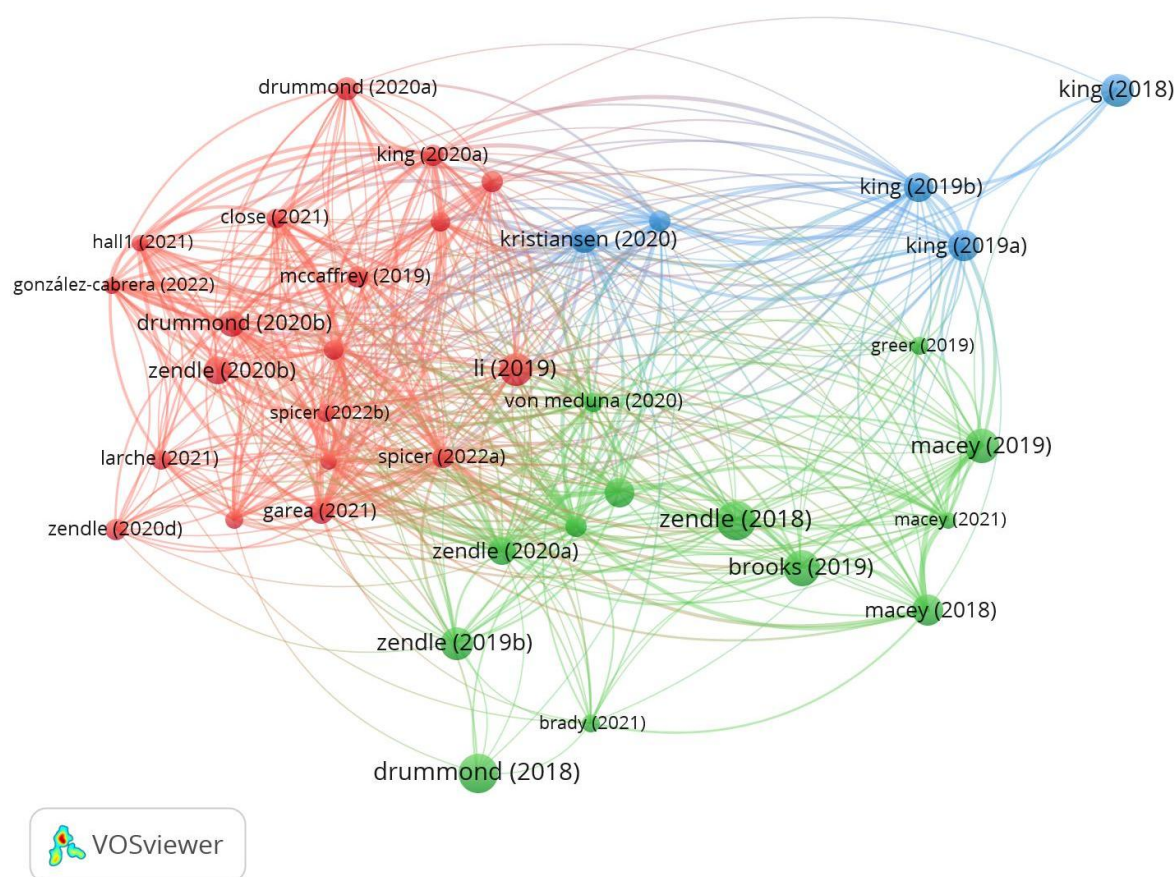 drummond (2020a)
king (2018)
king (2020a)
king (2019b)
close (2021)
hall1 (2021)
kristiansen (2020)
king (2019a)
mccaffrey (2019)
gonzález-cabrera (2022)
drummond (2020b)
greer (2019)
zendle (2020b)
li (2019)
von meduna (2020)
spicer (2022b)
macey (2019)
larche (2021)
spicer (2022a)
garea (2021)
zendle (2018)
macey (2021)
zendle (2020d)
zendle (2020a)
brooks (2019)
macey (2018)
zendle (2019b)
brady (2021)
drummond (2018)
VOSviewer